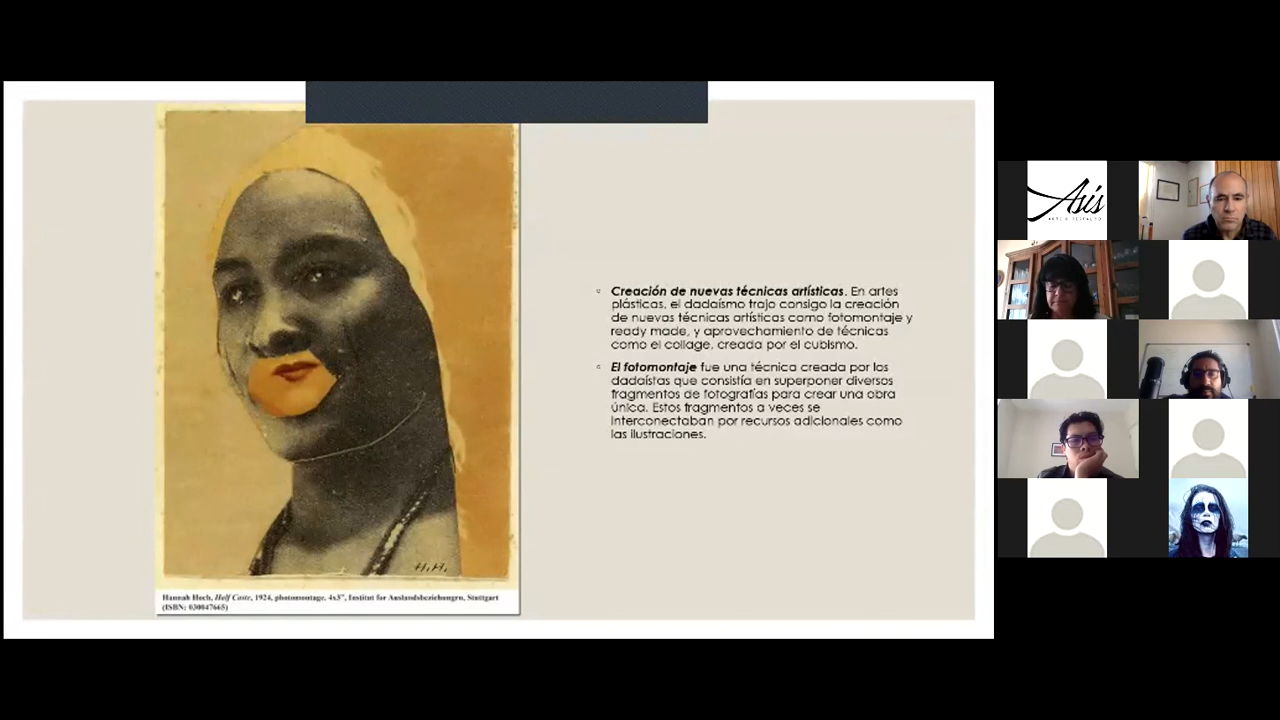 Creación de nuevas técnicas artísticas. En artes
plásticas, el dadaísmo trajo consigo la creación
de nuevas técnicas artísticas como fotomontaje y
ready made, y aprovechamiento de técnicas
como el collage, creada por el cubismo.
El fotomontaje fue una técnica creada por los
dadaístas que consistía en superponer diversos
fragmentos de fotografías para crear una obra
única. Estos fragmentos a veces se
interconectaban por recursos adicionales como
las ilustraciones.
H.H.
Hannah Hoch, Half Caste, 1924, photomontage, 4x3", Institut for Auslandsbeziehungen, Stuttgart
(ISBN: 030047665)
Asis